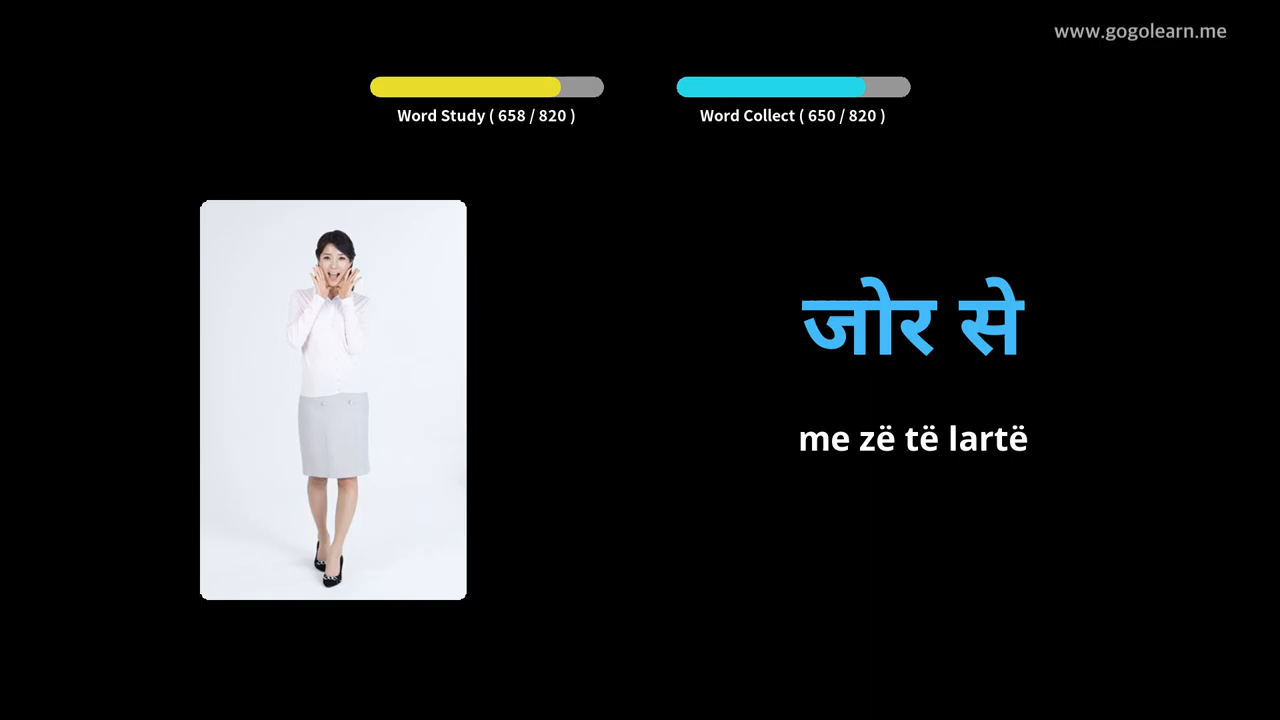 www.gogolearn.me
Word Study ( 658 / 820 )
Word Collect ( 650 / 820 )
जोर से
me zë të lartë